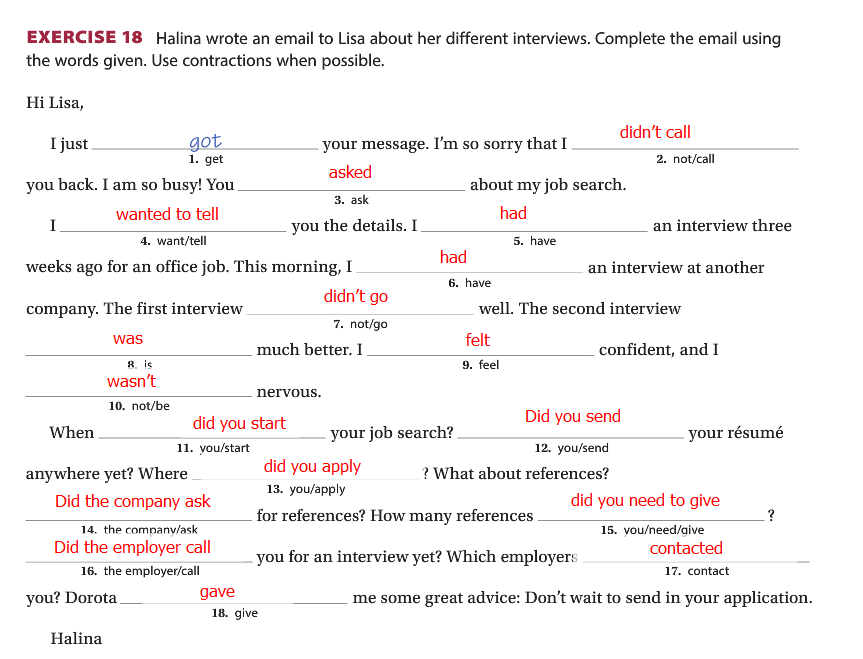 EXERCISE 18 Halina wrote an email to Lisa about her different interviews. Complete the email using
the words given. Use contractions when possible.
Hi Lisa,
I just got your message. I'm so sorry that I didn't call
1. get 2. not/call
you back. I am so busy! You asked about my job search.
3. ask
I wanted to tell you the details. I had an interview three
4. want/tell 5. have
weeks ago for an office job. This morning, I had an interview at another
6. have
company. The first interview didn't go well. The second interview
7. not/go
was much better. I felt confident, and I
8. is 9. feel
wasn't nervous.
10. not/be
When did you start your job search? Did you send your résumé
11. you/start 12. you/send
anywhere yet? Where did you apply ? What about references?
13. you/apply
Did the company ask for references? How many references did you need to give ?
14. the company/ask 15. you/need/give
Did the employer call you for an interview yet? Which employers contacted
16. the employer/call 17. contact
you? Dorota gave me some great advice: Don't wait to send in your application.
18. give
Halina